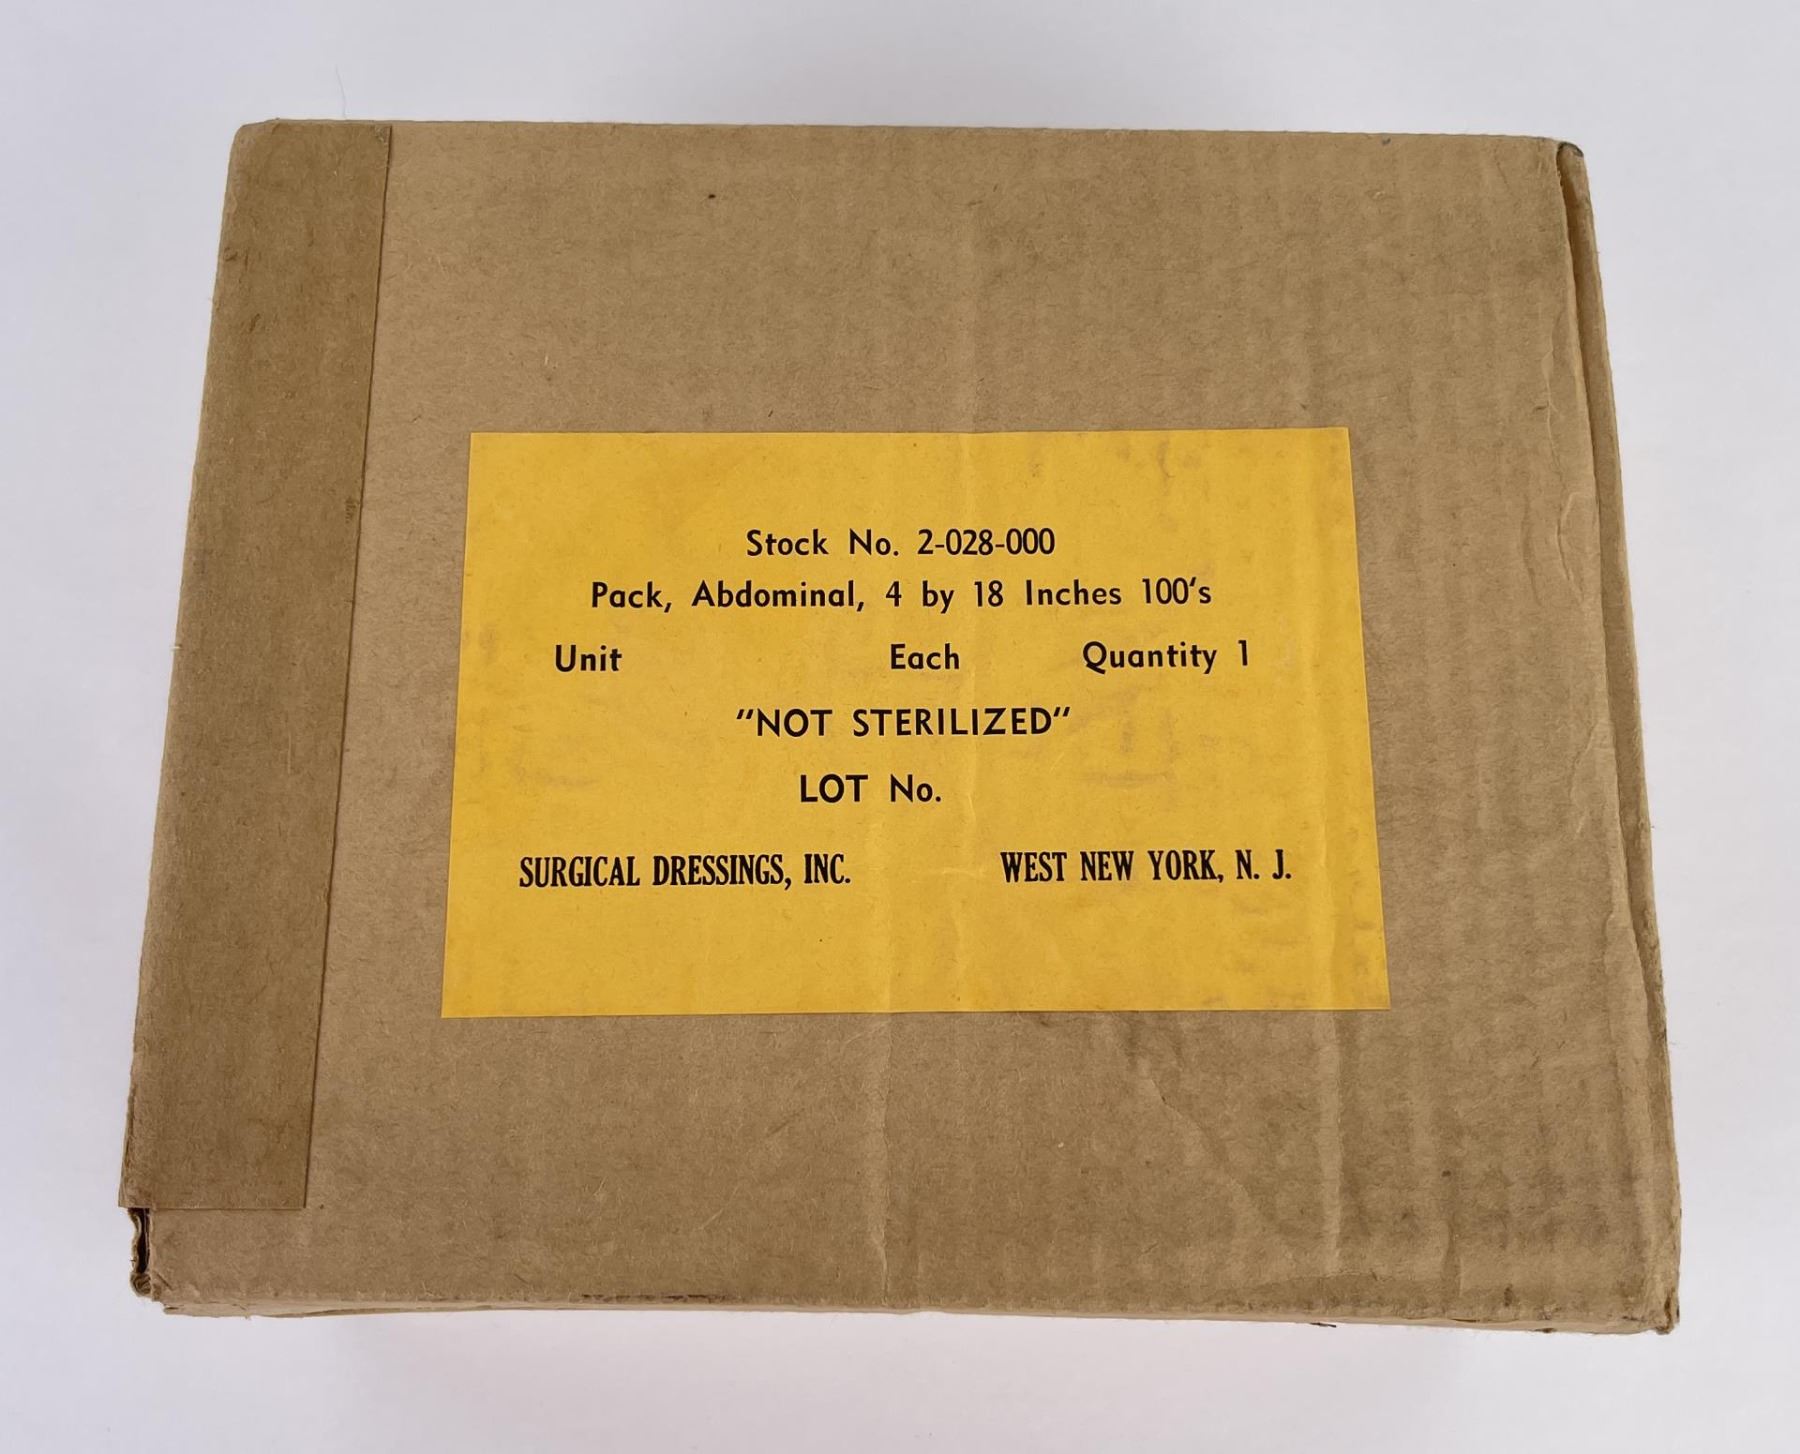 Stock No. 2-028-000
Pack, Abdominal, 4 by 18 Inches 100's
Unit Each Quantity 1
"NOT STERILIZED"
LOT No.
SURGICAL DRESSINGS, INC. WEST NEW YORK, N. J.